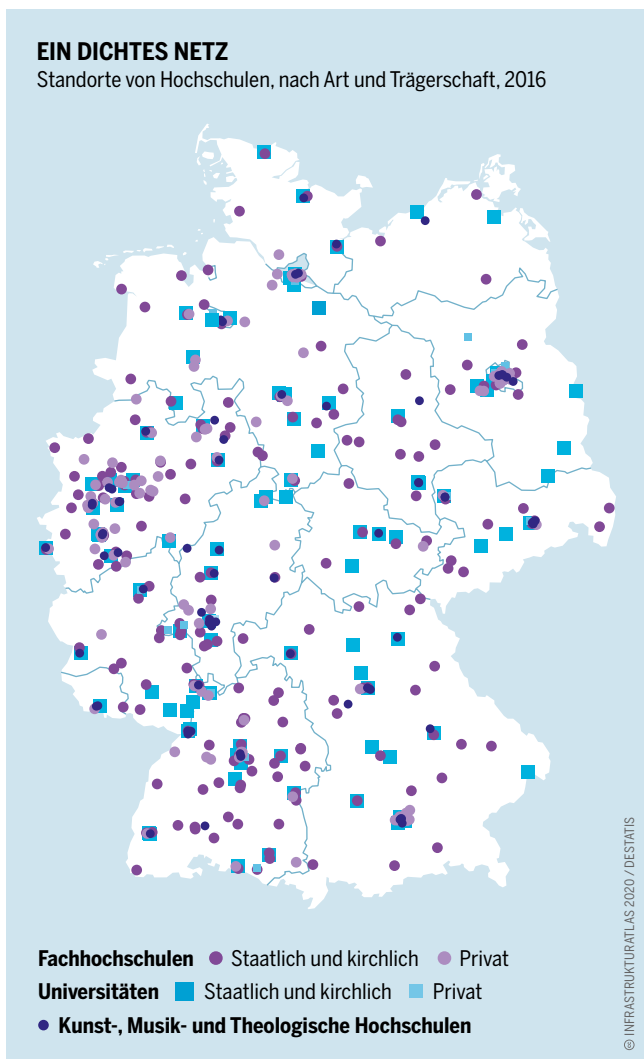 EIN DICHTES NETZ
Standorte von Hochschulen, nach Art und Trägerschaft, 2016
Fachhochschulen Staatlich und kirchlich Privat
Universitäten Staatlich und kirchlich Privat
Kunst-, Musik- und Theologische Hochschulen
INFRASTRUKTURATLAS 2020 / DESTATIS